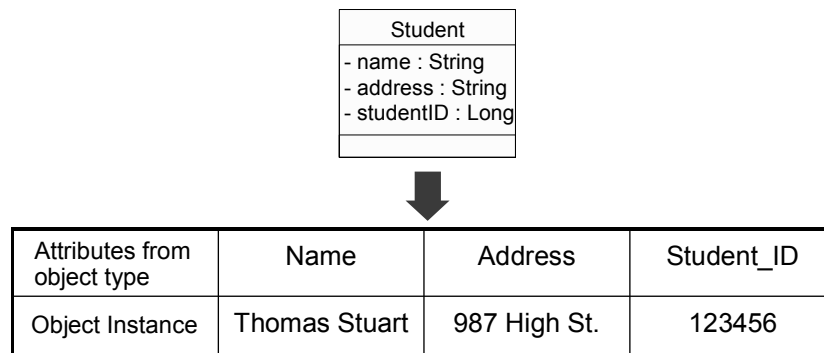 Student
- name : String
- address : String
- studentID : Long
Attributes from
object type
Name
Address
Student_ID
Object Instance
Thomas Stuart
987 High St.
123456